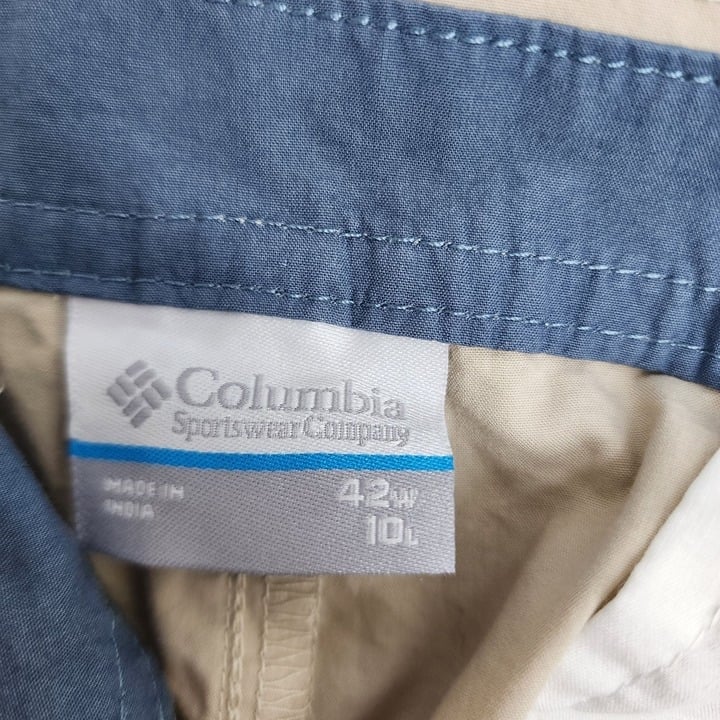 Columbia
Sportswear Company
MADE IN
INDIA
42W
10L